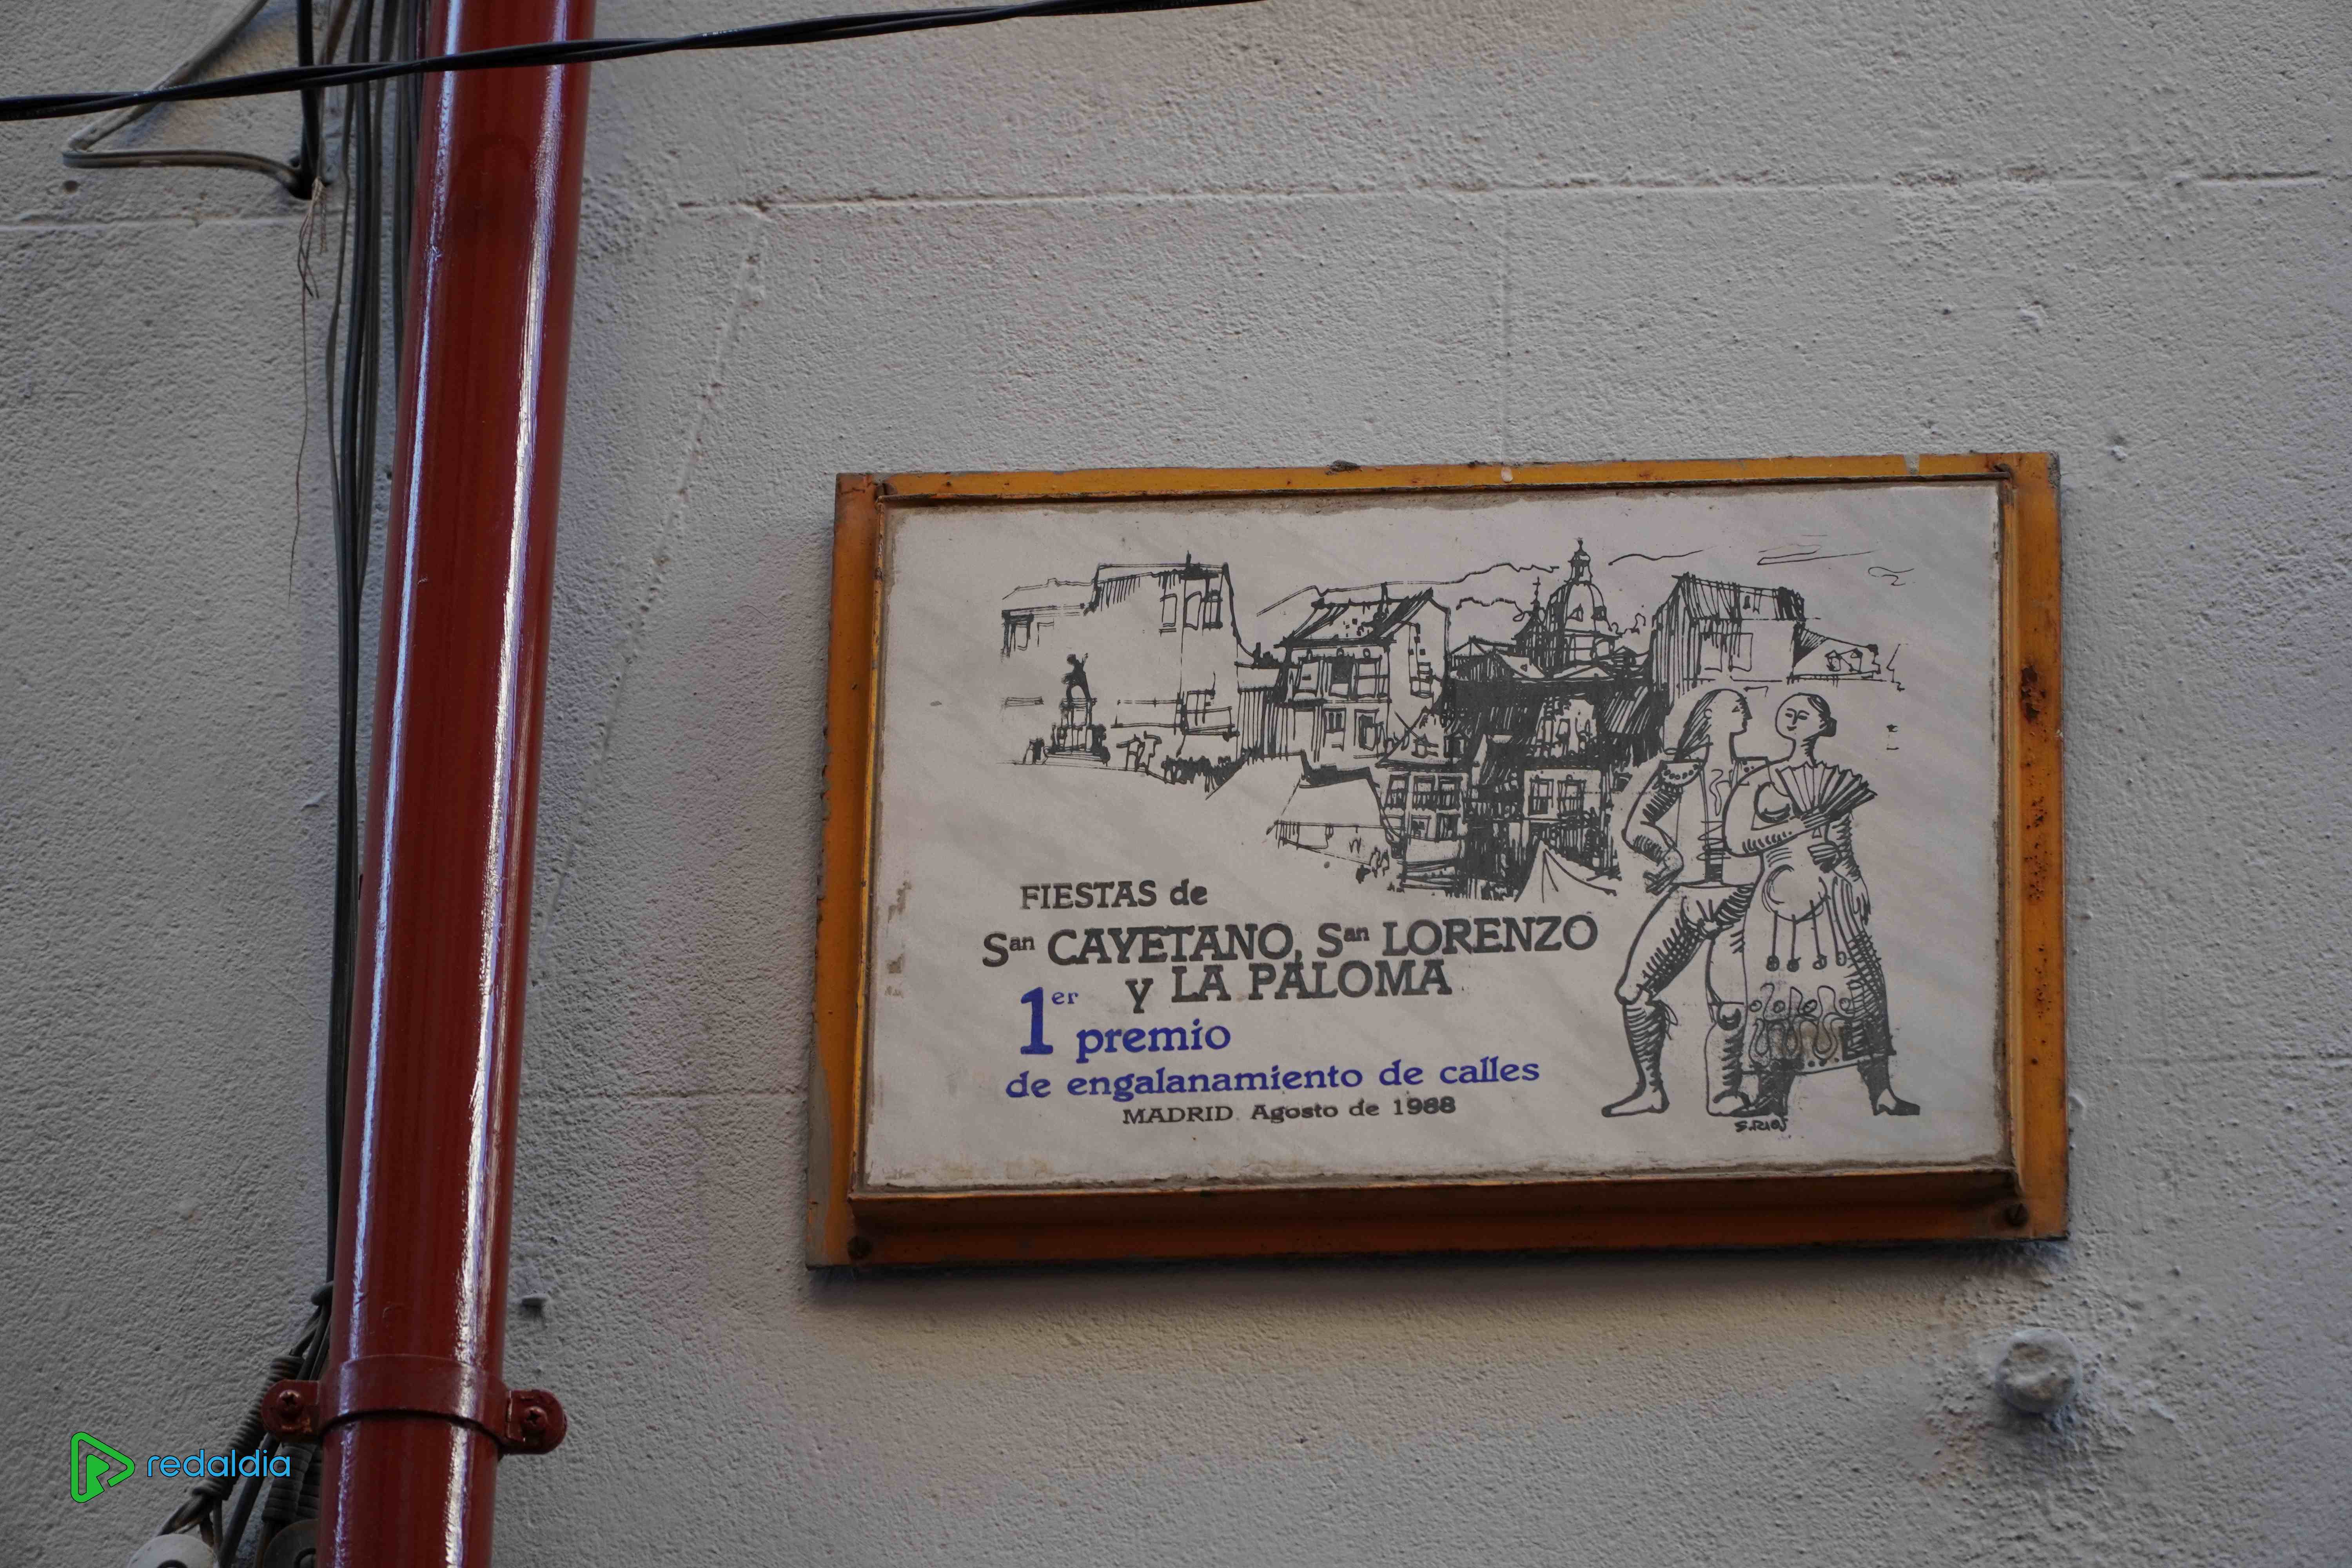 FIESTAS de
San CAYETANO, San LORENZO
y LA PALOMA
1er premio
de engalanamiento de calles
MADRID. Agosto de 1988
S.RIOS
redaldia